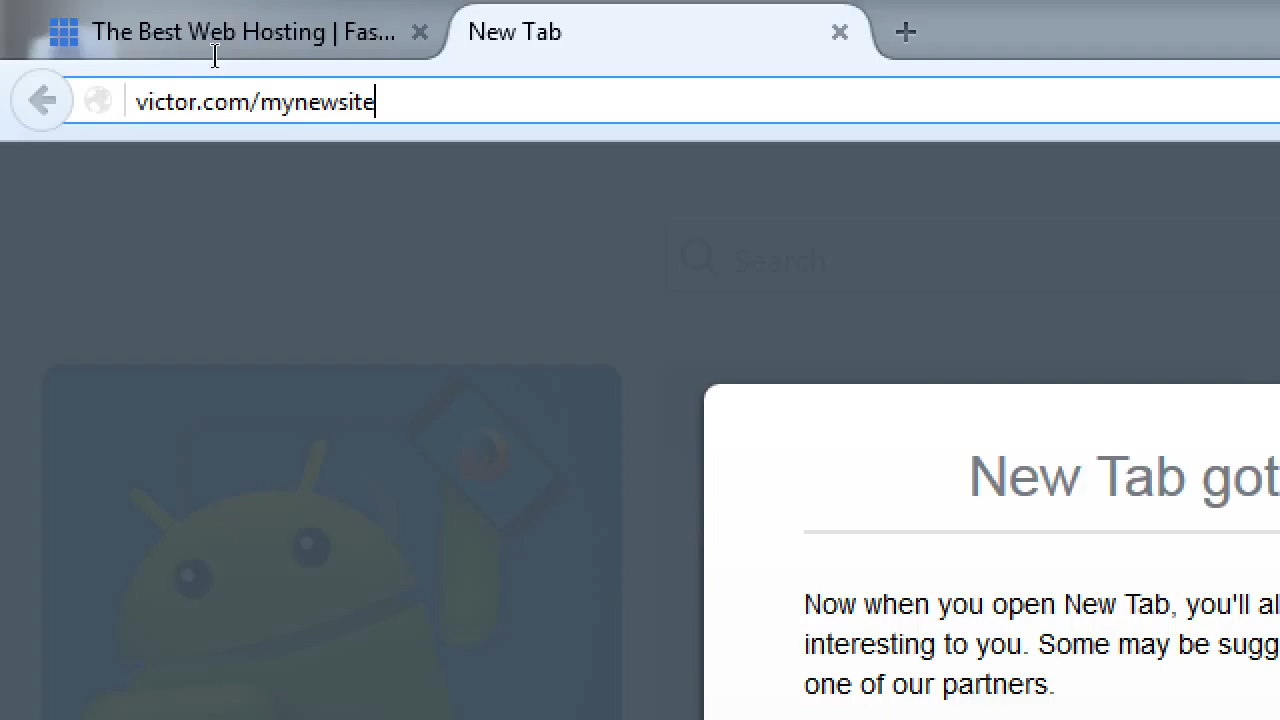 The Best Web Hosting | Fas...
New Tab
victor.com/mynewsite
Search
New Tab got
Now when you open New Tab, you'll al
interesting to you. Some may be sugg
one of our partners.